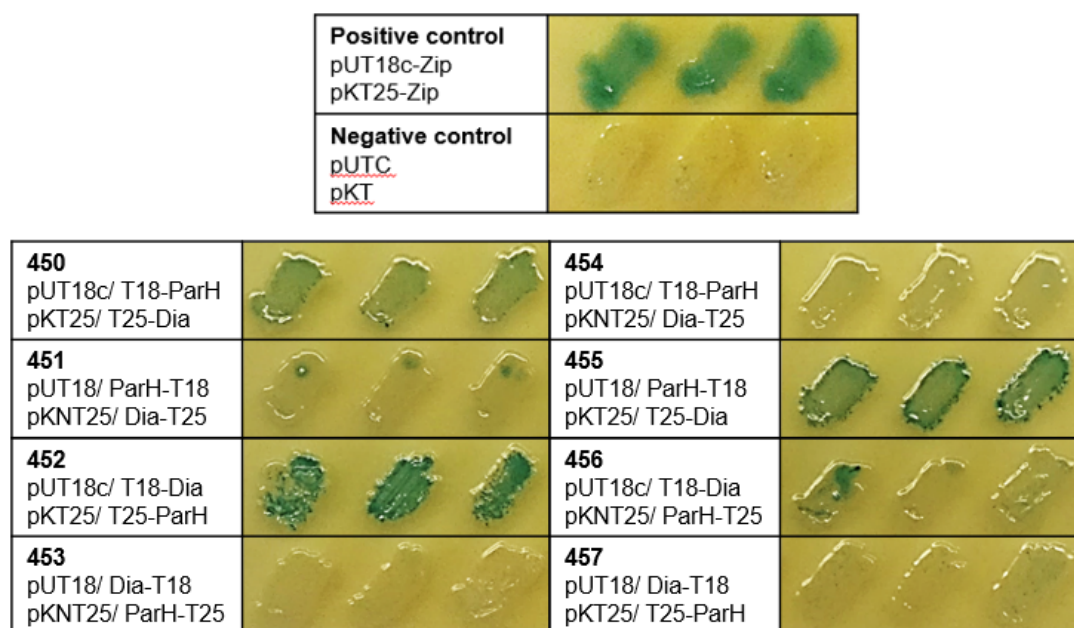 Positive control
pUT18c-Zip
pKT25-Zip
Negative control
pUTC
pKT
450
pUT18c/ T18-ParH
pKT25/ T25-Dia
454
pUT18c/ T18-ParH
pKNT25/ Dia-T25
451
pUT18/ ParH-T18
pKNT25/ Dia-T25
455
pUT18/ ParH-T18
pKT25/ T25-Dia
452
pUT18c/ T18-Dia
pKT25/ T25-ParH
456
pUT18c/ T18-Dia
pKNT25/ ParH-T25
453
pUT18/ Dia-T18
pKNT25/ ParH-T25
457
pUT18/ Dia-T18
pKT25/ T25-ParH